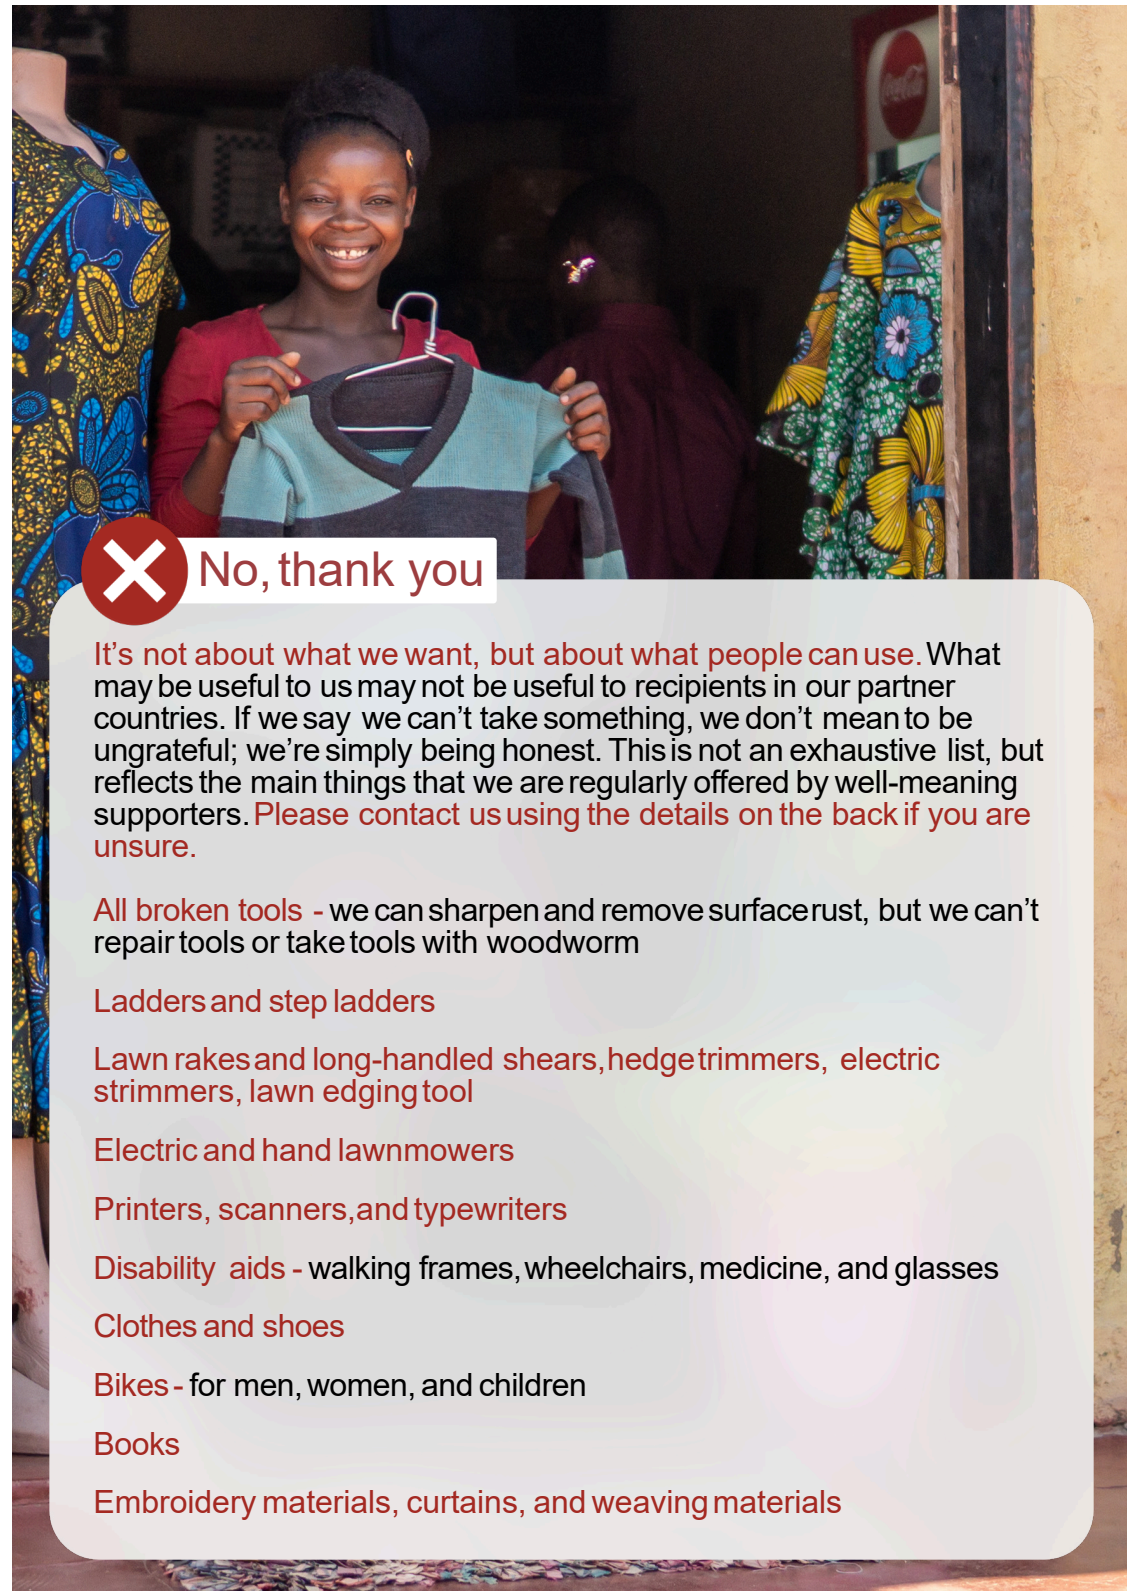 Coca-Cola
No, thank you
It’s not about what we want, but about what people can use. What
may be useful to us may not be useful to recipients in our partner
countries. If we say we can’t take something, we don’t mean to be
ungrateful; we’re simply being honest. This is not an exhaustive list, but
reflects the main things that we are regularly offered by well-meaning
supporters. Please contact us using the details on the back if you are
unsure.
All broken tools - we can sharpen and remove surface rust, but we can’t
repair tools or take tools with woodworm
Ladders and step ladders
Lawn rakes and long-handled shears, hedge trimmers, electric
strimmers, lawn edging tool
Electric and hand lawnmowers
Printers, scanners, and typewriters
Disability aids - walking frames, wheelchairs, medicine, and glasses
Clothes and shoes
Bikes - for men, women, and children
Books
Embroidery materials, curtains, and weaving materials